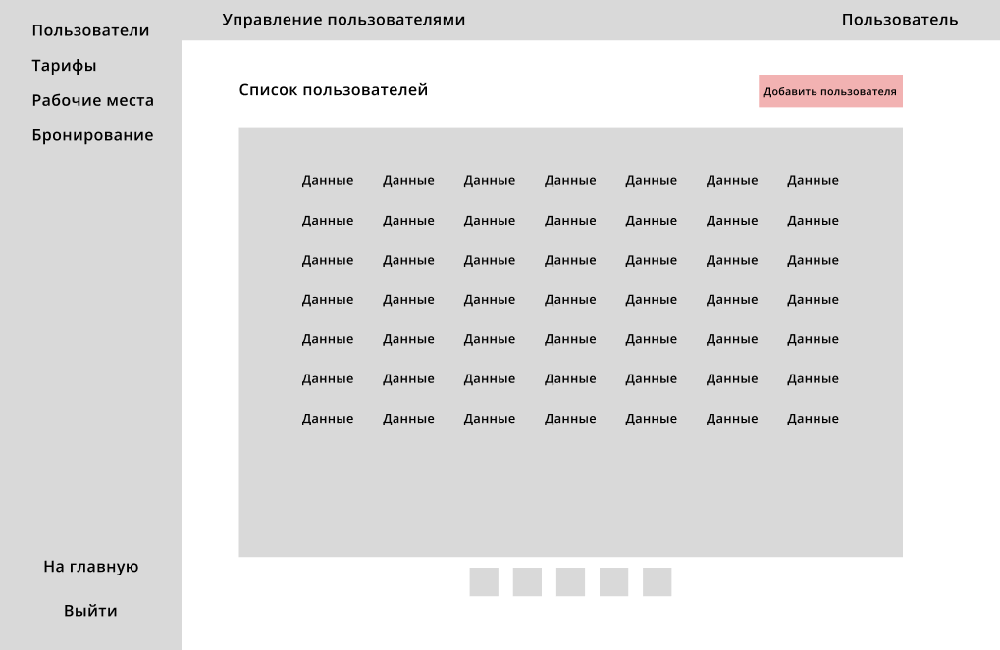 Пользователи
Тарифы
Рабочие места
Бронирование
На главную
Выйти
Управление пользователями
Пользователь
Список пользователей
Добавить пользователя
Данные Данные Данные Данные Данные Данные Данные
Данные Данные Данные Данные Данные Данные Данные
Данные Данные Данные Данные Данные Данные Данные
Данные Данные Данные Данные Данные Данные Данные
Данные Данные Данные Данные Данные Данные Данные
Данные Данные Данные Данные Данные Данные Данные
Данные Данные Данные Данные Данные Данные Данные